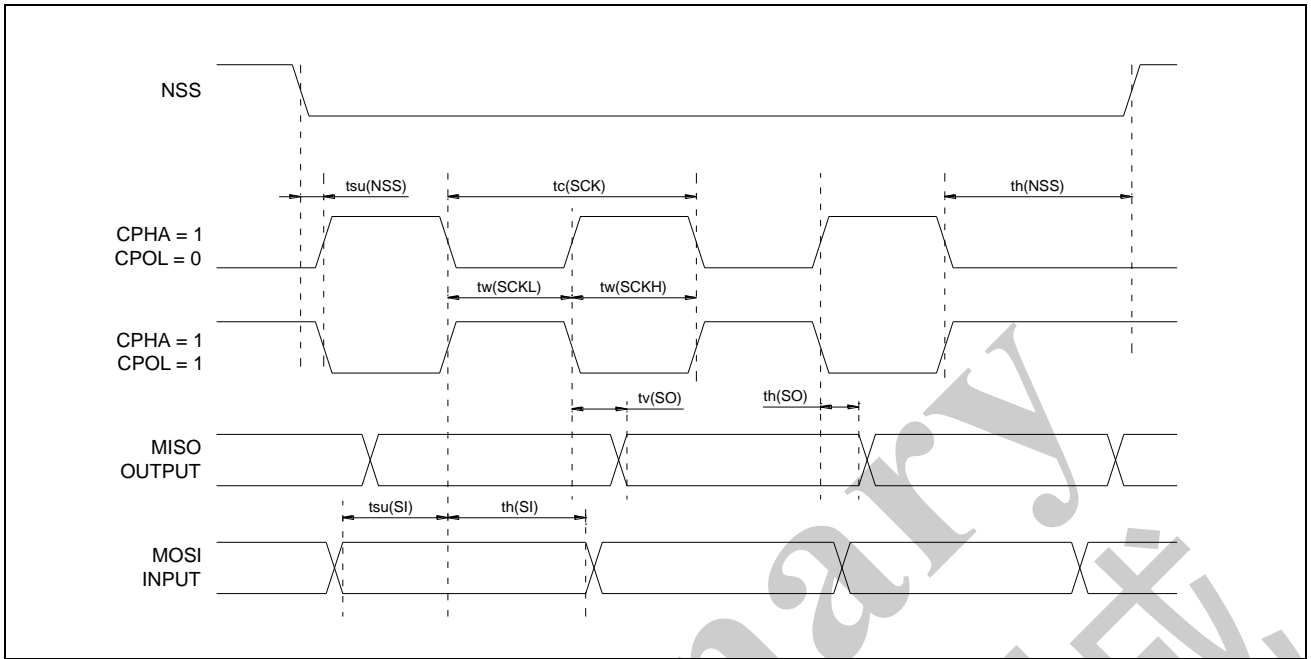 NSS
tsu(NSS)
tc(SCK)
th(NSS)
CPHA = 1
CPOL = 0
tw(SCKL)
tw(SCKH)
CPHA = 1
CPOL = 1
tv(SO)
th(SO)
MISO
OUTPUT
tsu(SI)
th(SI)
MOSI
INPUT